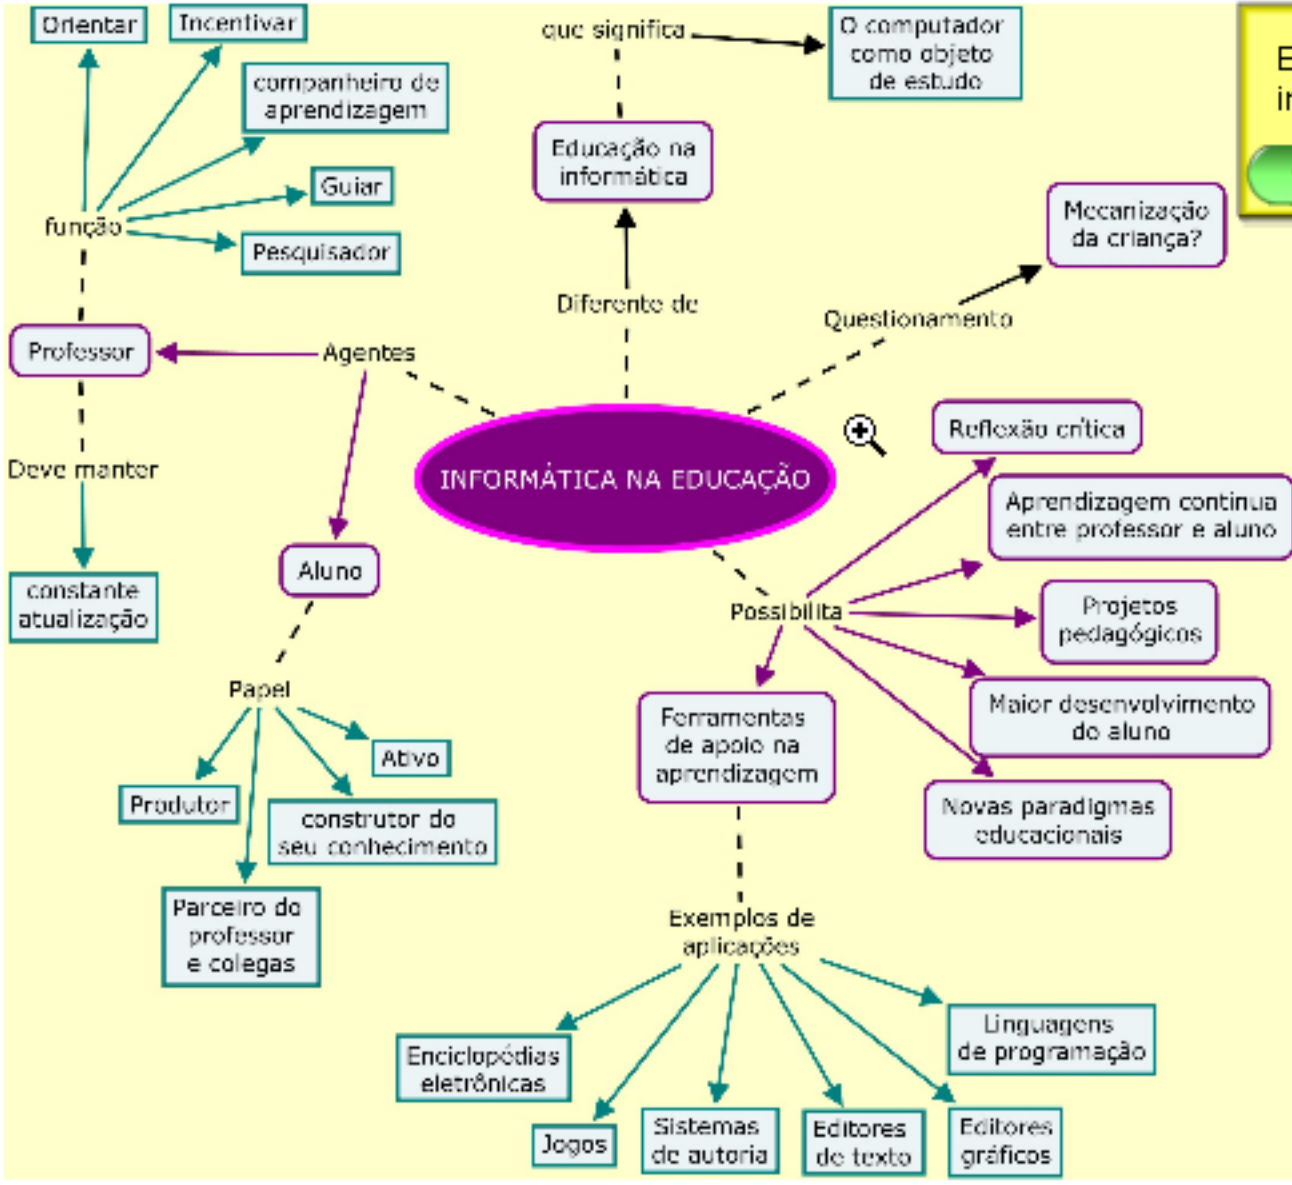 Orientar
Incentivar
companheiro de
aprendizagem
Guiar
Pesquisador
função
Professor
Agentes
Deve manter
constante
atualização
Aluno
Papel
Ativo
Produtor
construtor do
seu conhecimento
Parceiro do
professor
e colegas
que significa
O computador
como objeto
de estudo
Educação na
informática
Diferente de
Questionamento
Mecanização
da criança?
INFORMÁTICA NA EDUCAÇÃO
Possibilita
Reflexão crítica
Aprendizagem continua
entre professor e aluno
Projetos
pedagógicos
Maior desenvolvimento
do aluno
Novas paradigmas
educacionais
Ferramentas
de apoio na
aprendizagem
Exemplos de
aplicações
Enciclopédias
eletrônicas
Jogos
Sistemas
de autoria
Editores
de texto
Editores
gráficos
Linguagens
de programação